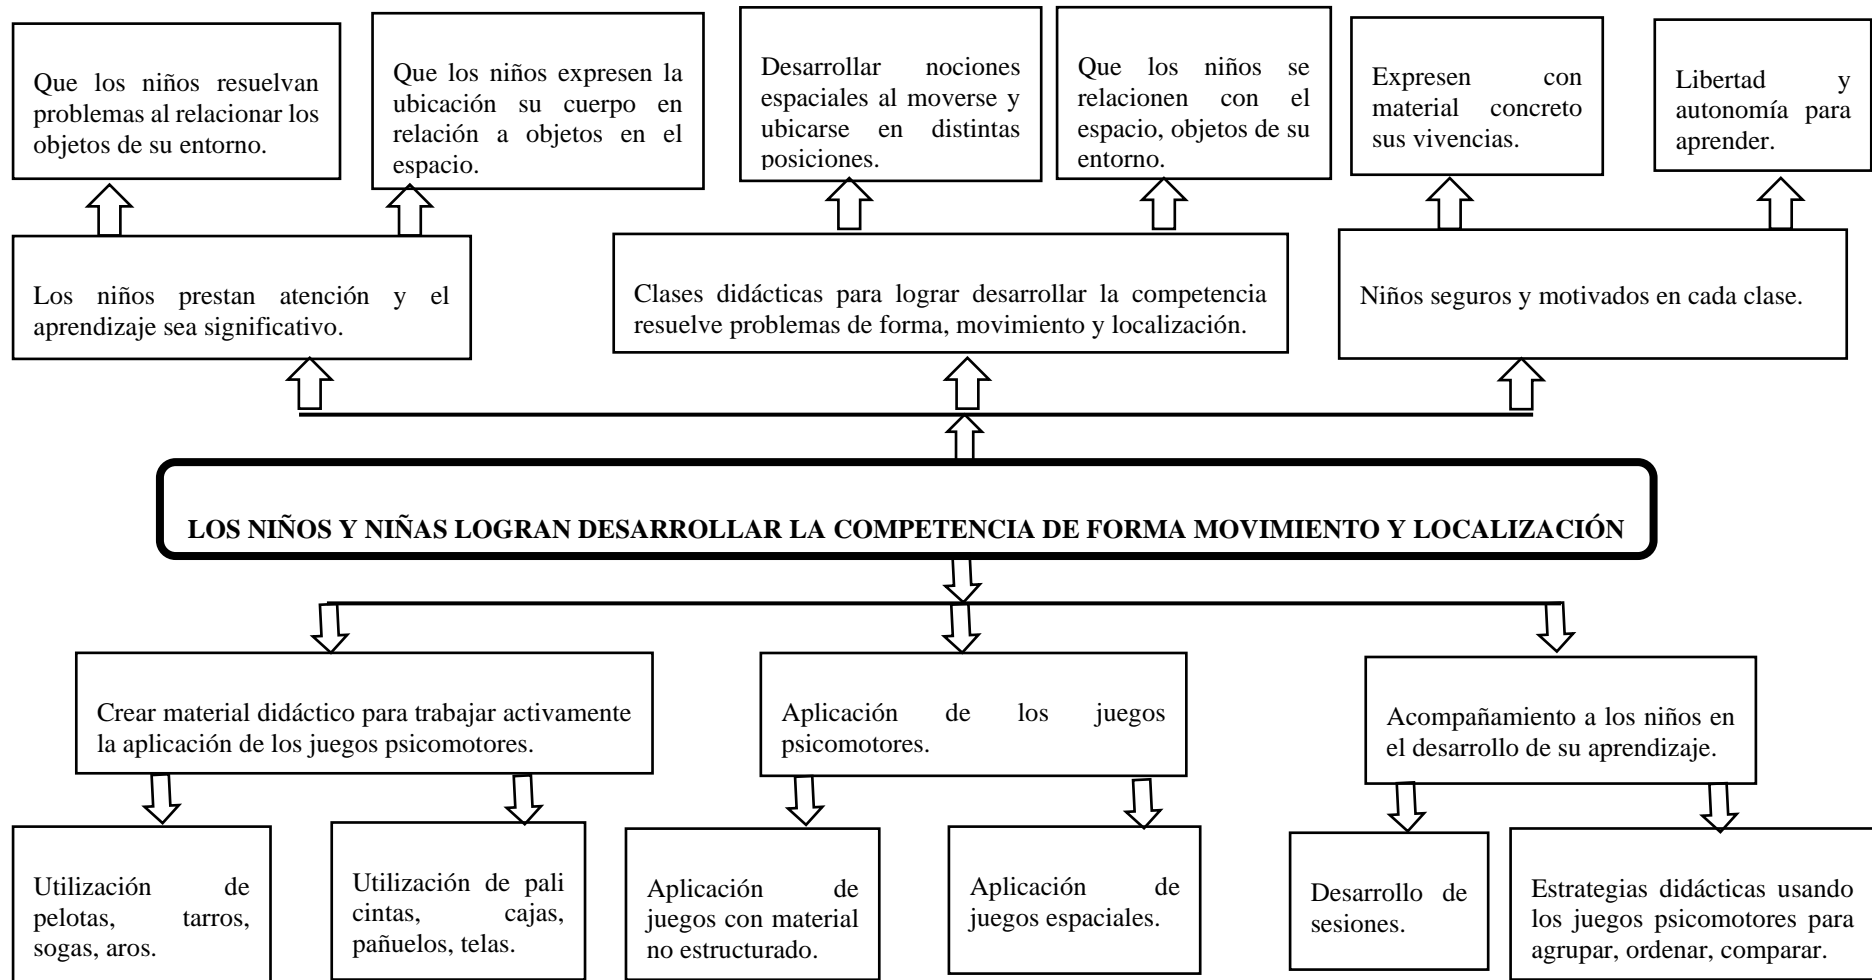 Que los niños resuelvan
problemas al relacionar los
objetos de su entorno.
Que los niños expresen la
ubicación su cuerpo en
relación a objetos en el
espacio.
Desarrollar nociones
espaciales al moverse y
ubicarse en distintas
posiciones.
Que los niños se
relacionen con el
espacio, objetos de su
entorno.
Expresen con
material concreto
sus vivencias.
Libertad y
autonomía para
aprender.
Los niños prestan atención y el
aprendizaje sea significativo.
Clases didácticas para lograr desarrollar la competencia
resuelve problemas de forma, movimiento y localización.
Niños seguros y motivados en cada clase.
LOS NIÑOS Y NIÑAS LOGRAN DESARROLLAR LA COMPETENCIA DE FORMA MOVIMIENTO Y LOCALIZACIÓN
Crear material didáctico para trabajar activamente
la aplicación de los juegos psicomotores.
Aplicación de los juegos
psicomotores.
Acompañamiento a los niños en
el desarrollo de su aprendizaje.
Utilización de
pelotas, tarros,
sogas, aros.
Utilización de pali
cintas, cajas,
pañuelos, telas.
Aplicación de
juegos con material
no estructurado.
Aplicación de
juegos espaciales.
Desarrollo de
sesiones.
Estrategias didácticas usando
los juegos psicomotores para
agrupar, ordenar, comparar.